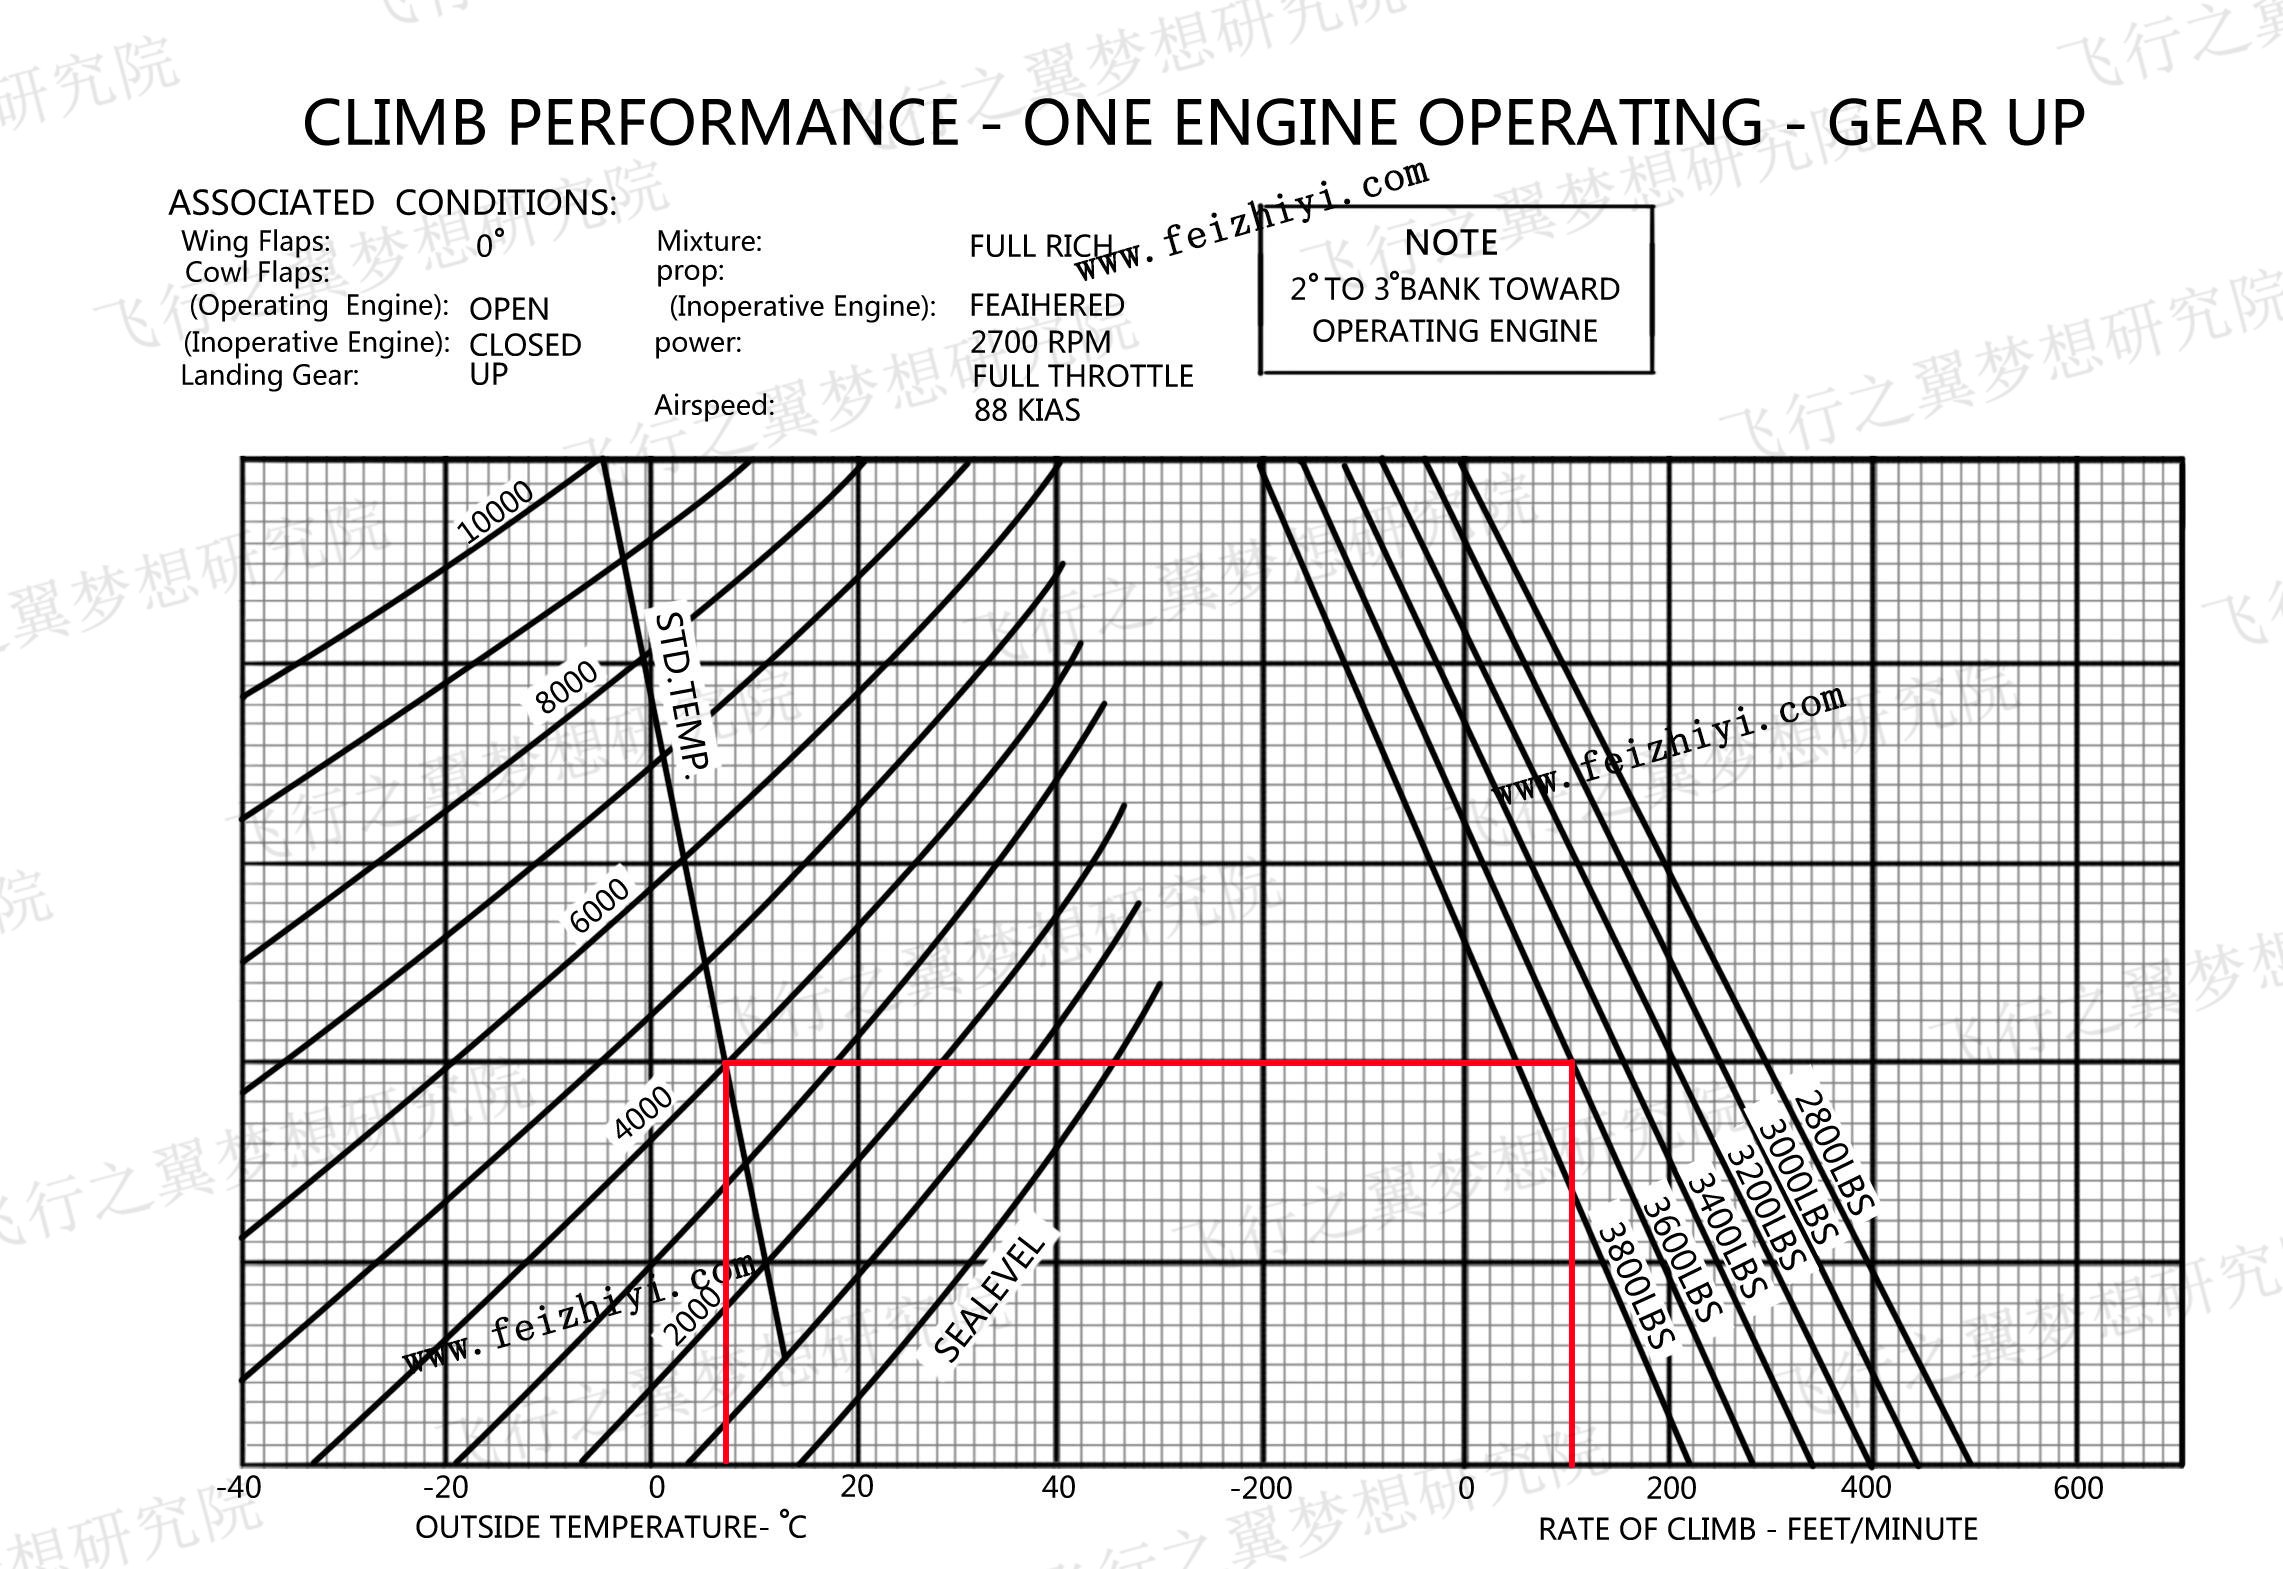 CLIMB PERFORMANCE - ONE ENGINE OPERATING - GEAR UP
ASSOCIATED CONDITIONS:
Wing Flaps: 0°
Cowl Flaps:
(Operating Engine): OPEN
(Inoperative Engine): CLOSED
Landing Gear: UP
Mixture: FULL RICH
prop:
(Inoperative Engine): FEAIHERED
power: 2700 RPM
FULL THROTTLE
Airspeed: 88 KIAS
NOTE
2° TO 3°BANK TOWARD
OPERATING ENGINE
www.feizhiyi.com
10000
STD.TEMP.
8000
www.feizhiyi.com
6000
4000
2000
SEALEVEL
www.feizhiyi.com
2800LBS
3000LBS
3200LBS
3400LBS
3600LBS
3800LBS
-40 -20 0 20 40 -200 0 200 400 600
OUTSIDE TEMPERATURE- °C
RATE OF CLIMB - FEET/MINUTE
飞行之翼梦想研究院